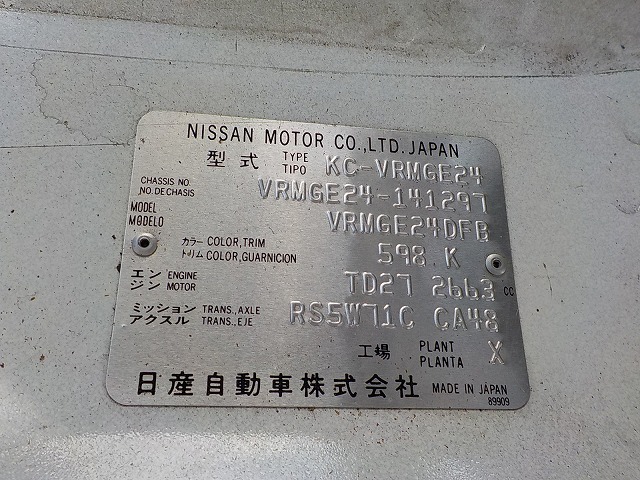 NISSAN MOTOR CO.,LTD.JAPAN
型式 TYPE TIPO KC-VRMGE24
CHASSIS NO. NO.DECHASIS VRMGE24-141297
MODEL MODELO VRMGE24DFB
カラー COLOR,TRIM 
トリム COLOR,GUARNICION 598 K
エンジン ENGINE MOTOR TD27 2663 CC
ミッション TRANS.,AXLE
アクスル TRANS.,EJE RS5W71C CA48
工場 PLANT PLANTA X
日産自動車株式会社 MADE IN JAPAN
89909